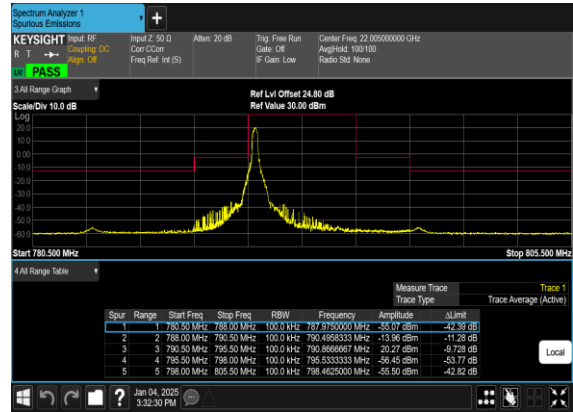 Spectrum Analyzer 1
Spurious Emissions
KEYSIGHT Input: RF Input Z: 50 Ω Atten: 20 dB Trig: Free Run Center Freq: 22.005000000 GHz
R T Coupling: DC Corr CCorr Gate: Off Avg|Hold: 100/100
Align: Off Freq Ref: Int (S) IF Gain: Low Radio Std: None
LW PASS
3 All Range Graph
Ref Lvl Offset 24.80 dB
Scale/Div 10.0 dB Ref Value 30.00 dBm
Log
20.0
10.0
0.00
-10.0
-20.0
-30.0
-40.0
-50.0
-60.0
Start 780.500 MHz Stop 805.500 MHz
4 All Range Table
Measure Trace Trace 1
Trace Type Trace Average (Active)
Spur Range Start Freq Stop Freq RBW Frequency Amplitude ΔLimit
1 1 780.50 MHz 788.00 MHz 100.0 kHz 787.9750000 MHz -55.07 dBm -42.39 dB
2 2 788.00 MHz 790.50 MHz 100.0 kHz 790.4958333 MHz -13.96 dBm -11.28 dB
3 3 790.50 MHz 795.50 MHz 100.0 kHz 790.8666667 MHz 20.27 dBm -9.728 dB
4 4 795.50 MHz 798.00 MHz 100.0 kHz 795.5333333 MHz -56.45 dBm -53.77 dB
5 5 798.00 MHz 805.50 MHz 100.0 kHz 798.4625000 MHz -55.50 dBm -42.82 dB
Local
Jan 04, 2025
3:32:30 PM